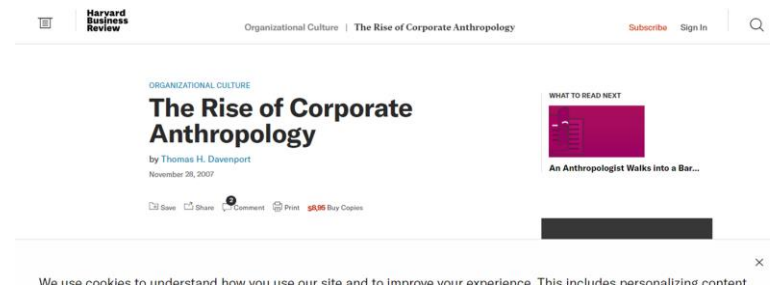 Harvard
Business
Review
Organizational Culture | The Rise of Corporate Anthropology
Subscribe Sign In
ORGANIZATIONAL CULTURE
The Rise of Corporate
Anthropology
by Thomas H. Davenport
November 28, 2007
Save Share 2 Comment Print $8.95 Buy Copies
WHAT TO READ NEXT
An Anthropologist Walks into a Bar...
We use cookies to understand how you use our site and to improve your experience. This includes personalizing content